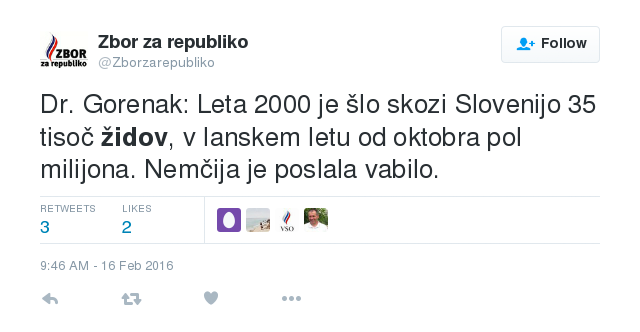 ZBOR
za republiko
Zbor za republiko
@Zborzarepubliko
Follow
Dr. Gorenak: Leta 2000 je šlo skozi Slovenijo 35
tisoč židov, v lanskem letu od oktobra pol
milijona. Nemčija je poslala vabilo.
RETWEETS LIKES
3 2
VSO
9:46 AM - 16 Feb 2016